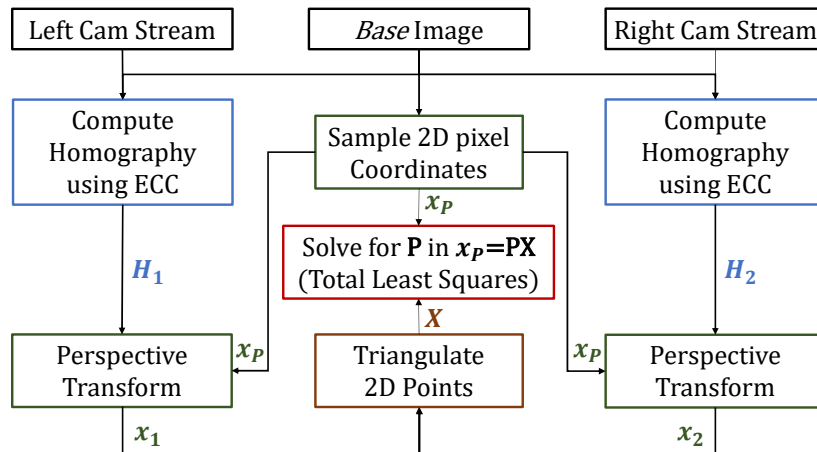 Left Cam Stream
Base Image
Right Cam Stream
Compute
Homography
using ECC
Sample 2D pixel
Coordinates
Compute
Homography
using ECC
x_P
Solve for P in x_P=PX
(Total Least Squares)
H_1
H_2
X
Perspective
Transform
x_P
Triangulate
2D Points
x_P
Perspective
Transform
x_1
x_2